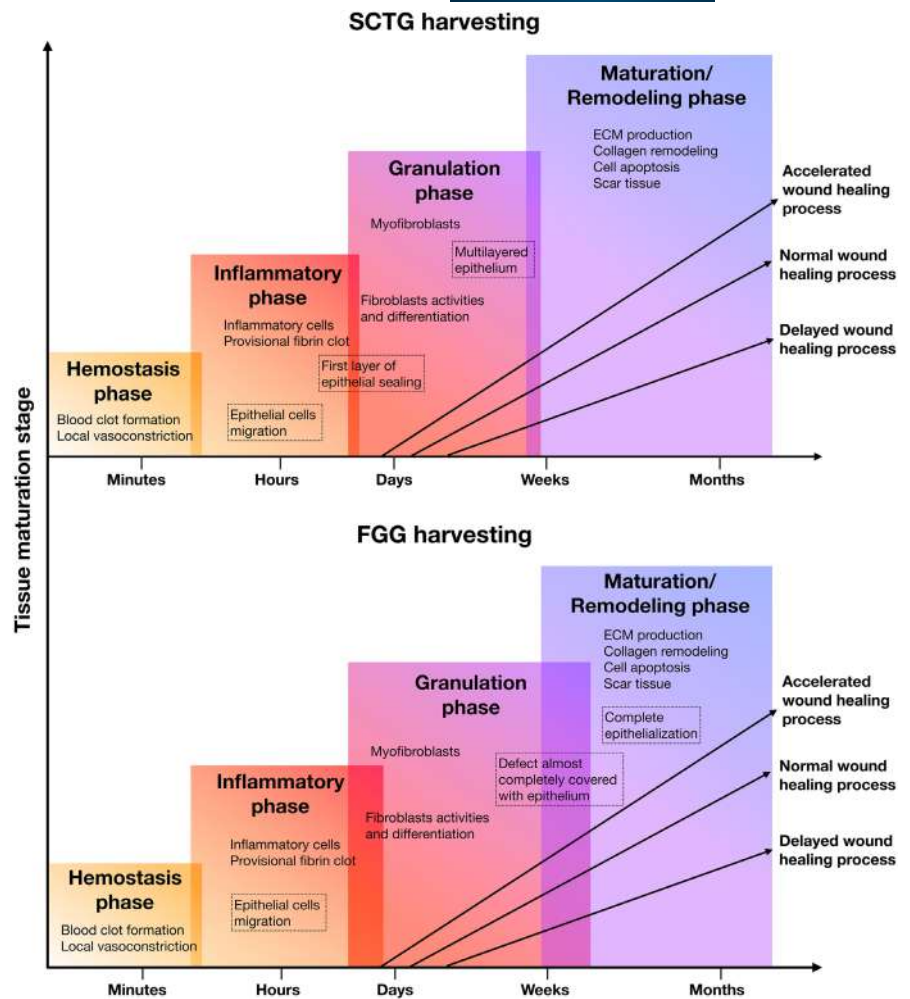 SCTG harvesting
Maturation/
Remodeling phase
ECM production
Collagen remodeling
Cell apoptosis
Scar tissue
Granulation
phase
Myofibroblasts
Multilayered
epithelium
Fibroblasts activities
and differentiation
Inflammatory
phase
Inflammatory cells
Provisional fibrin clot
First layer of
epithelial sealing
Epithelial cells
migration
Hemostasis
phase
Blood clot formation
Local vasoconstriction
Accelerated
wound healing
process
Normal wound
healing process
Delayed wound
healing process
Minutes
Hours
Days
Weeks
Months
Tissue maturation stage
FGG harvesting
Maturation/
Remodeling phase
ECM production
Collagen remodeling
Cell apoptosis
Scar tissue
Complete
epithelialization
Granulation
phase
Myofibroblasts
Defect almost
completely covered
with epithelium
Fibroblasts activities
and differentiation
Inflammatory
phase
Inflammatory cells
Provisional fibrin clot
Epithelial cells
migration
Hemostasis
phase
Blood clot formation
Local vasoconstriction
Accelerated
wound healing
process
Normal wound
healing process
Delayed wound
healing process
Minutes
Hours
Days
Weeks
Months